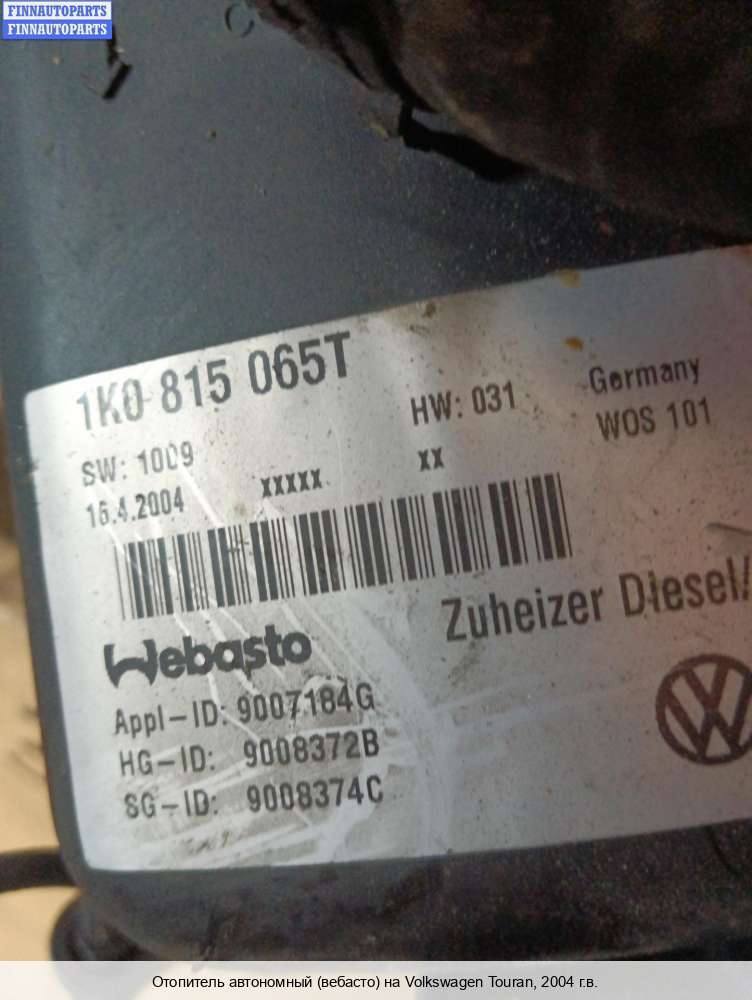 FINNAUTOPARTS
FINNAUTOPARTS
1K0 815 065T
HW: 031
Germany
SW: 1009
WOS 101
16.4.2004
XXXXX
XX
Zuheizer Diesel/
Webasto
Appl-ID: 9007184G
HG-ID: 9008372B
SG-ID: 9008374C
Отопитель автономный (вебасто) на Volkswagen Touran, 2004 г.в.